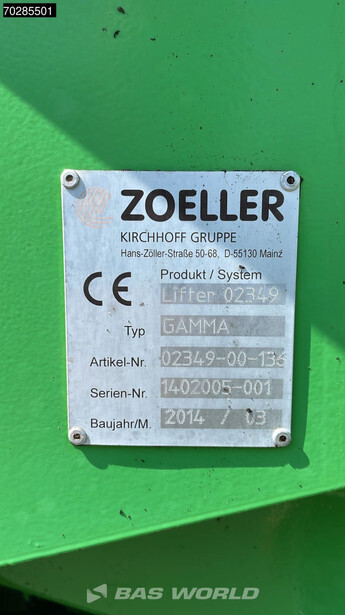 70285501
ZOELLER
KIRCHHOFF GRUPPE
Hans-Zöller-Straße 50-68, D-55130 Mainz
CE
Produkt / System
Lifter 02349
Typ GAMMA
Artikel-Nr. 02349-00-136
Serien-Nr. 1402005-001
Baujahr/M. 2014 / 03
BAS WORLD